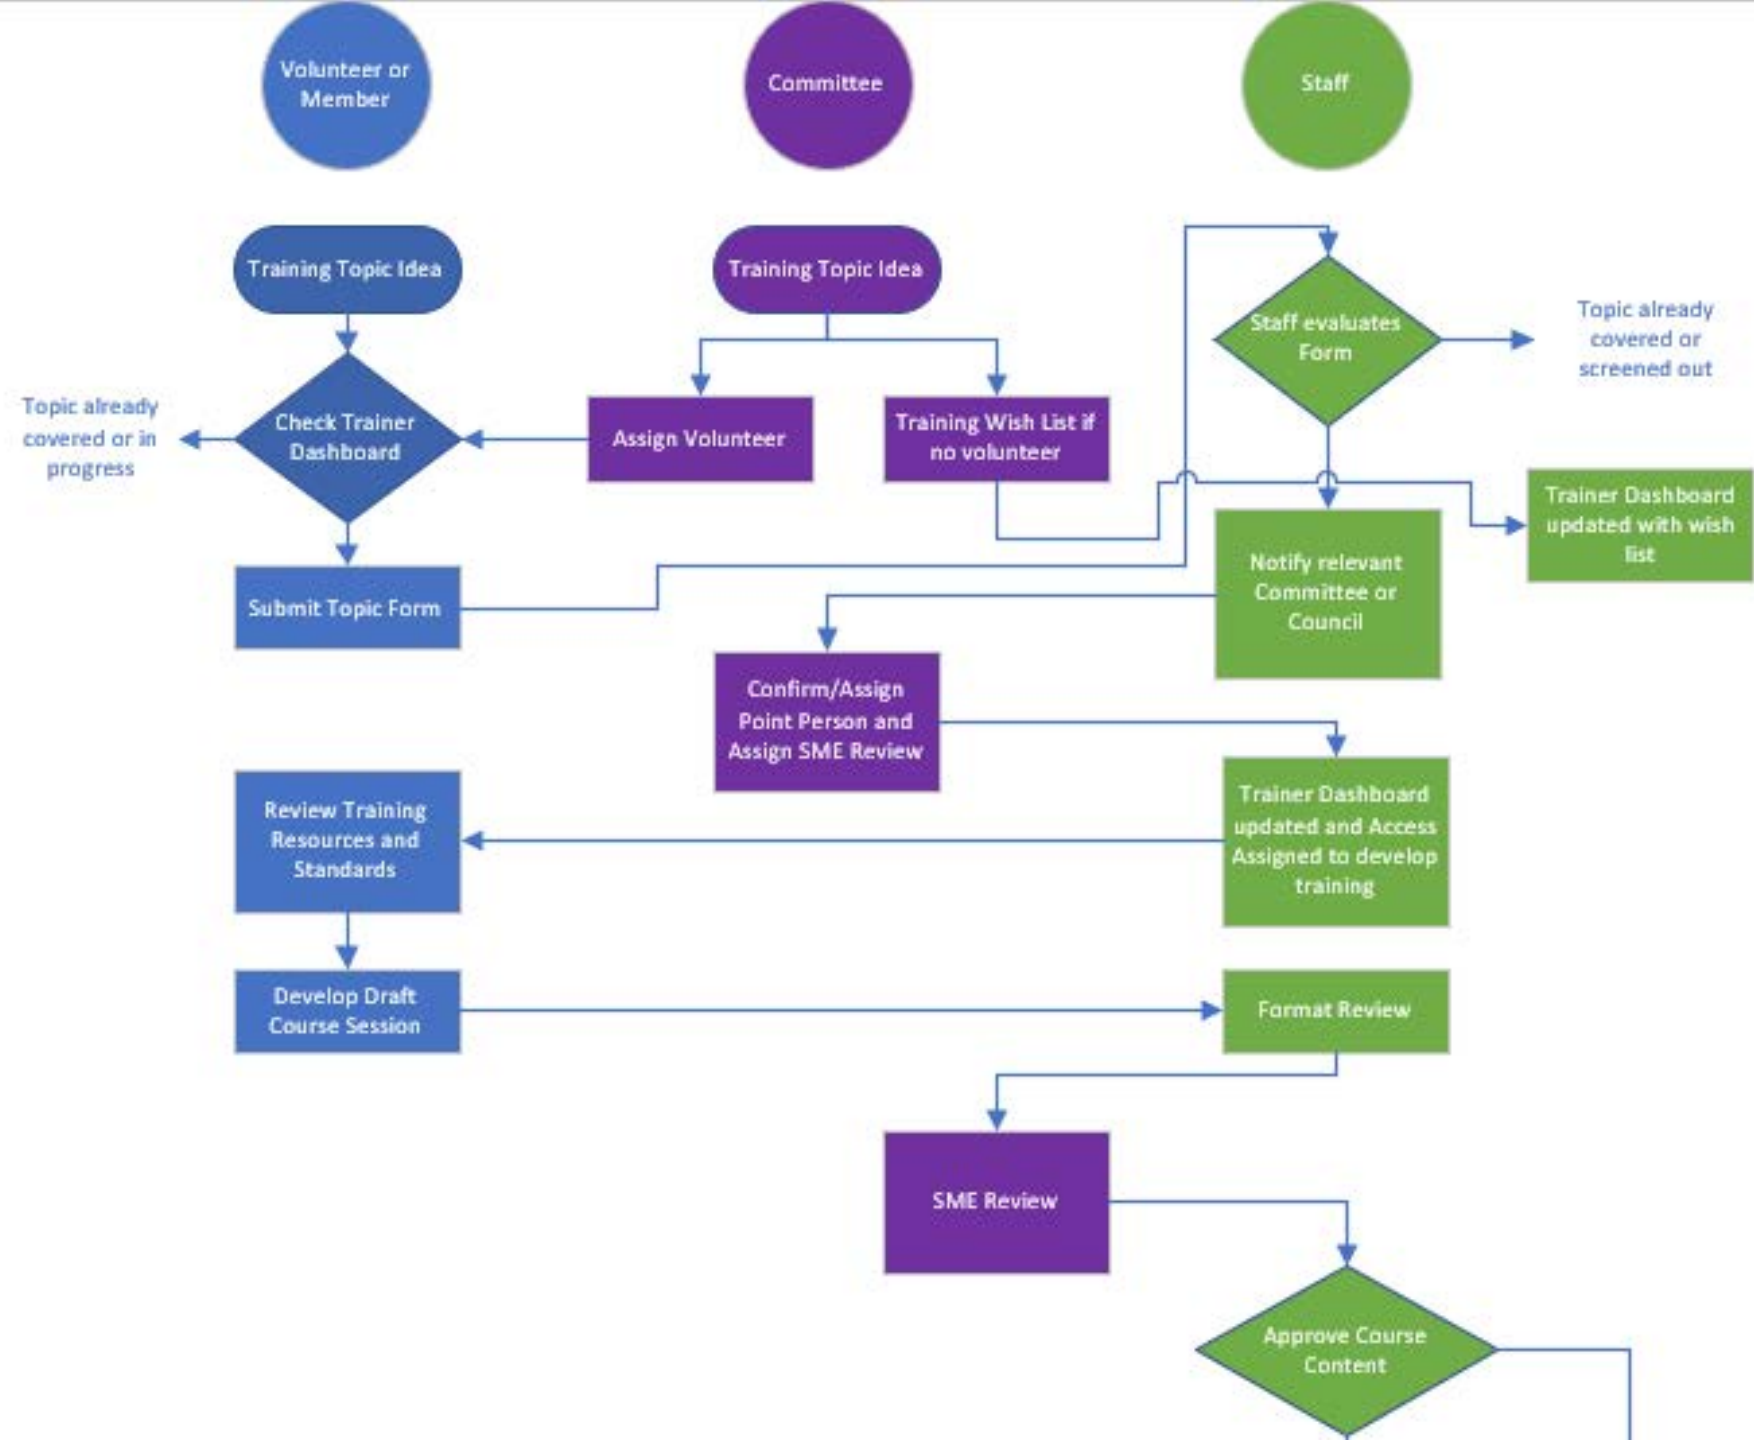 Volunteer or
Member
Committee
Staff
Training Topic Idea
Training Topic Idea
Staff evaluates
Form
Topic already
covered or
screened out
Topic already
covered or in
progress
Check Trainer
Dashboard
Assign Volunteer
Training Wish List if
no volunteer
Trainer Dashboard
updated with wish
list
Submit Topic Form
Notify relevant
Committee or
Council
Confirm/Assign
Point Person and
Assign SME Review
Review Training
Resources and
Standards
Trainer Dashboard
updated and Access
Assigned to develop
training
Develop Draft
Course Session
Format Review
SME Review
Approve Course
Content